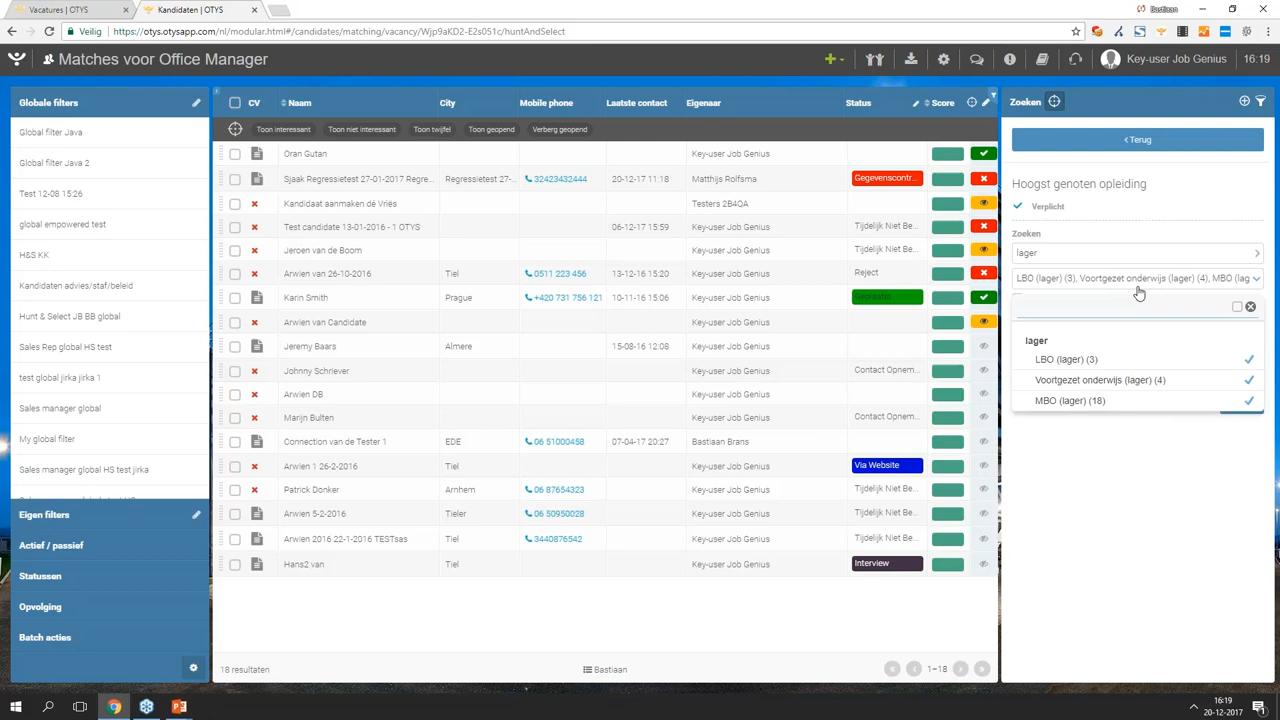 Vacatures | OTYS
Kandidaten | OTYS
Bastiaan
Veilig https://otys.otysapp.com/nl/modular.html#/candidates/matching/vacancy/Wjp9aKD2-E2s051c/huntAndSelect
Matches voor Office Manager
Key-user Job Genius 16:19
Globale filters
Global filter Java
Global filter Java 2
Test 12-08 15:26
global empowered test
H&S KK
Kandidaten advies/staf/beleid
Hunt & Select JB BB global
Sales Rep global HS test
test global jirka jirka 1
Sales manager global
My global filter
Sales manager global HS test jirka
Eigen filters
Actief / passief
Statussen
Opvolging
Batch acties
CV Naam City Mobile phone Laatste contact Eigenaar Status Score
Toon interessant Toon niet interessant Toon twijfel Toon geopend Verberg geopend
Oran Gutan Key-user Job Genius
Sjaak Regressietest 27-01-2017 Regre... Regressietest 27-... 32423432444 20-12-17 11:18 Matthijs Rolfsma Gegevenscontr...
Kandidaat aanmaken de Vries Testers 2B4QA
Test candidate 13-01-2016 - 1 OTYS 06-12-17 15:59 Key-user Job Genius Tijdelijk Niet Be...
Jeroen van de Boom Key-user Job Genius Tijdelijk Niet Be...
Arwien van 26-10-2016 Tiel 0511 223 456 13-12-16 15:20 Key-user Job Genius Reject
Karin Smith Prague +420 731 756 121 10-11-16 15:06 Key-user Job Genius
Arwien van Candidate Key-user Job Genius
Jeremy Baars Almere 15-08-16 12:08 Key-user Job Genius
Johnny Schriever Key-user Job Genius Contact Opnem...
Arwien DB Key-user Job Genius
Marijn Bulten Key-user Job Genius Contact Opnem...
Connection van de Tester EDE 06 51000458 07-04-17 20:27 Bastiaan Brans
Arwien 1 26-2-2016 Tiel Key-user Job Genius Via Website
Patrick Donker Arnhem 06 87654323 Key-user Job Genius Tijdelijk Niet Be...
Arwien 5-2-2016 Tieler 06 50950028 Key-user Job Genius Tijdelijk Niet Be...
Arwien 2016 22-1-2016 TESTsas Tiel 3440876542 Key-user Job Genius Tijdelijk Niet Be...
Hans2 van Tiel Key-user Job Genius Interview
18 resultaten
Bastiaan
1–18
Zoeken
Terug
Hoogst genoten opleiding
Verplicht
Zoeken
lager
LBO (lager) (3), Voortgezet onderwijs (lager) (4), MBO (lag
lager
LBO (lager) (3)
Voortgezet onderwijs (lager) (4)
MBO (lager) (18)
16:19
20-12-2017